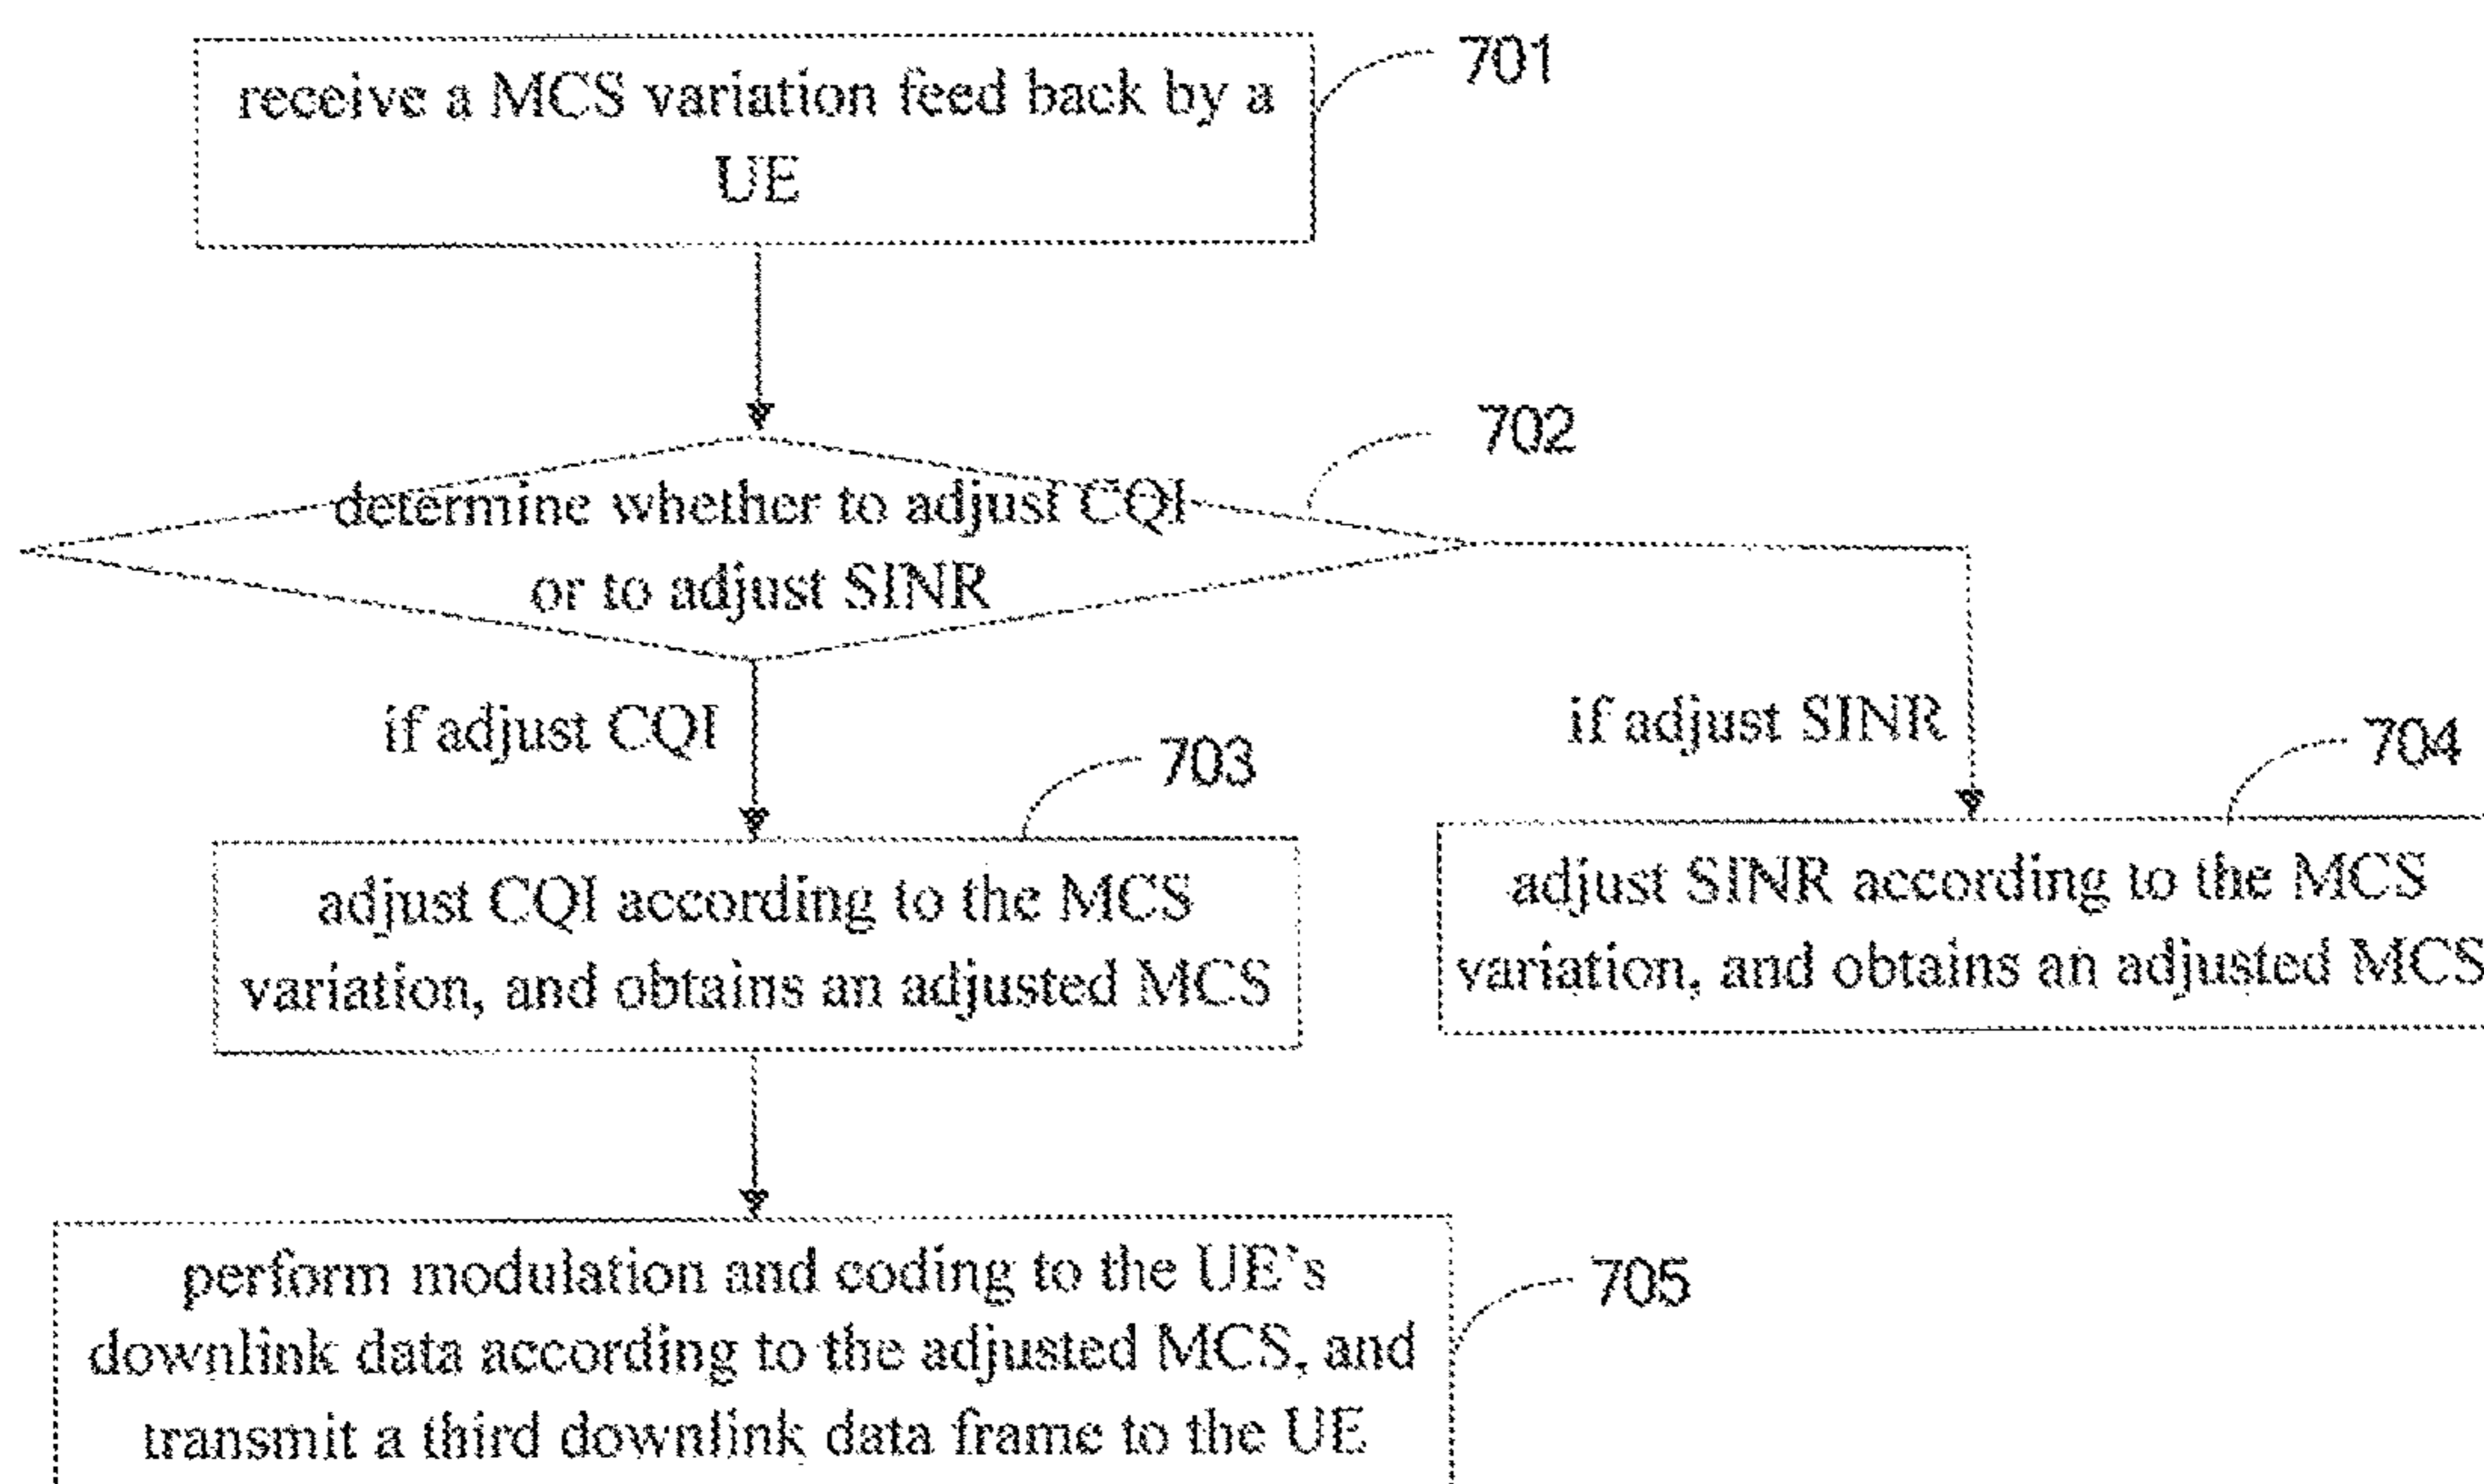 receive a MCS variation feed back by a
UE
701
determine whether to adjust CQI
or to adjust SINR
702
if adjust CQI
if adjust SINR
703
adjust CQI according to the MCS
variation, and obtains an adjusted MCS
704
adjust SINR according to the MCS
variation, and obtains an adjusted MCS
perform modulation and coding to the UE's
downlink data according to the adjusted MCS, and
transmit a third downlink data frame to the UE
705